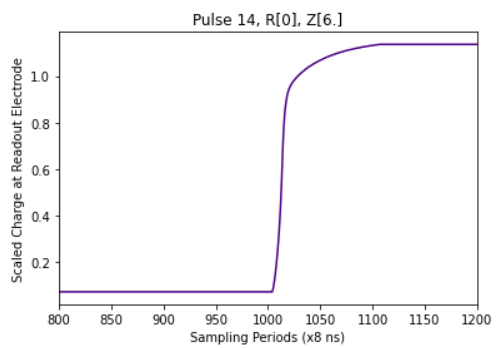 Pulse 14, R[0], Z[6.]
Scaled Charge at Readout Electrode
1.0
0.8
0.6
0.4
0.2
800 850 900 950 1000 1050 1100 1150 1200
Sampling Periods (x8 ns)